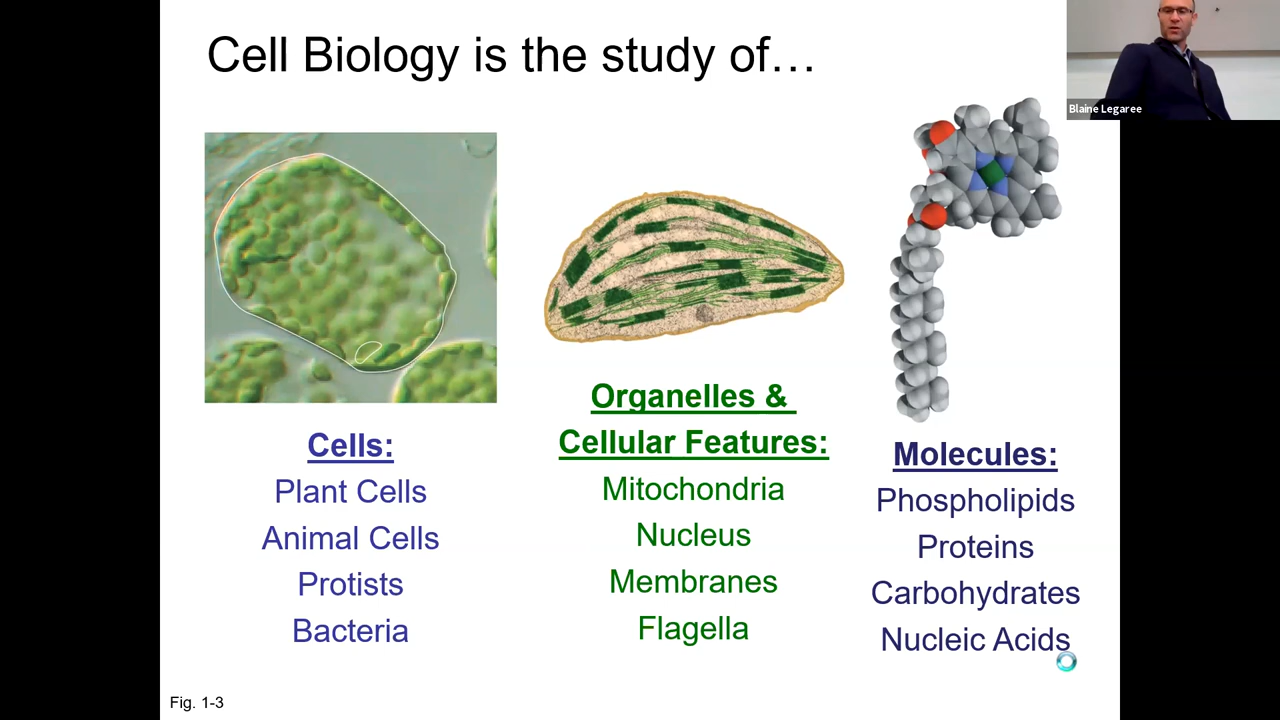 Cell Biology is the study of…
Blaine Legaree
Cells:
Plant Cells
Animal Cells
Protists
Bacteria
Organelles &
Cellular Features:
Mitochondria
Nucleus
Membranes
Flagella
Molecules:
Phospholipids
Proteins
Carbohydrates
Nucleic Acids
Fig. 1-3